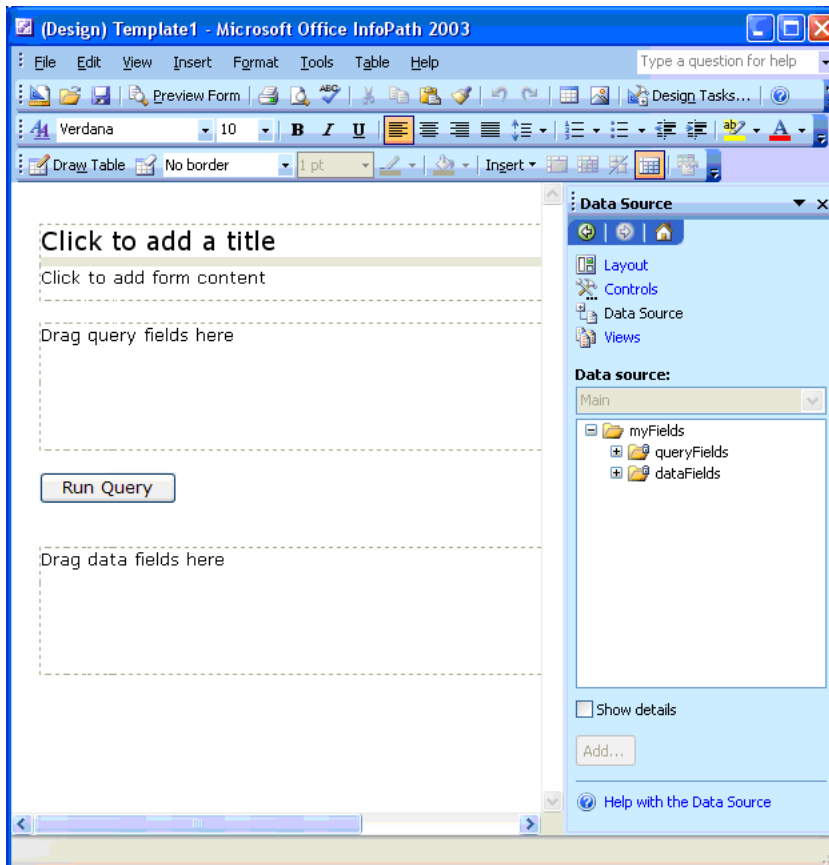 (Design) Template1 - Microsoft Office InfoPath 2003
File Edit View Insert Format Tools Table Help Type a question for help
Preview Form ABC Design Tasks...
Verdana 10 B I U ab A
Draw Table No border 1 pt Insert
Data Source
Click to add a title
Click to add form content
Layout
Controls
Data Source
Views
Drag query fields here
Data source:
Main
myFields
queryFields
dataFields
Run Query
Drag data fields here
Show details
Add...
Help with the Data Source